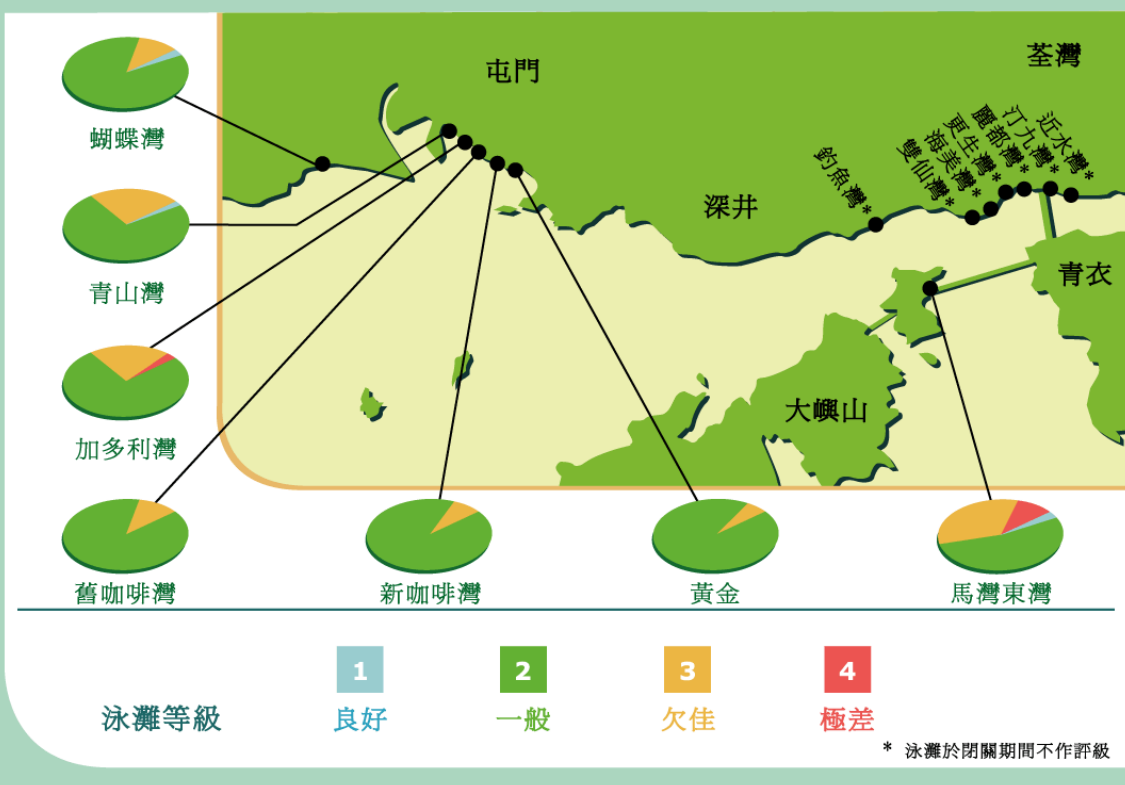 蝴蝶灣
青山灣
加多利灣
舊咖啡灣
新咖啡灣
黃金
馬灣東灣
屯門
荃灣
深井
青衣
大嶼山
釣魚灣*
雙仙灣*
海美灣*
更生灣*
麗都灣*
汀九灣*
近水灣*
泳灘等級
1
良好
2
一般
3
欠佳
4
極差
* 泳灘於閉關期間不作評級